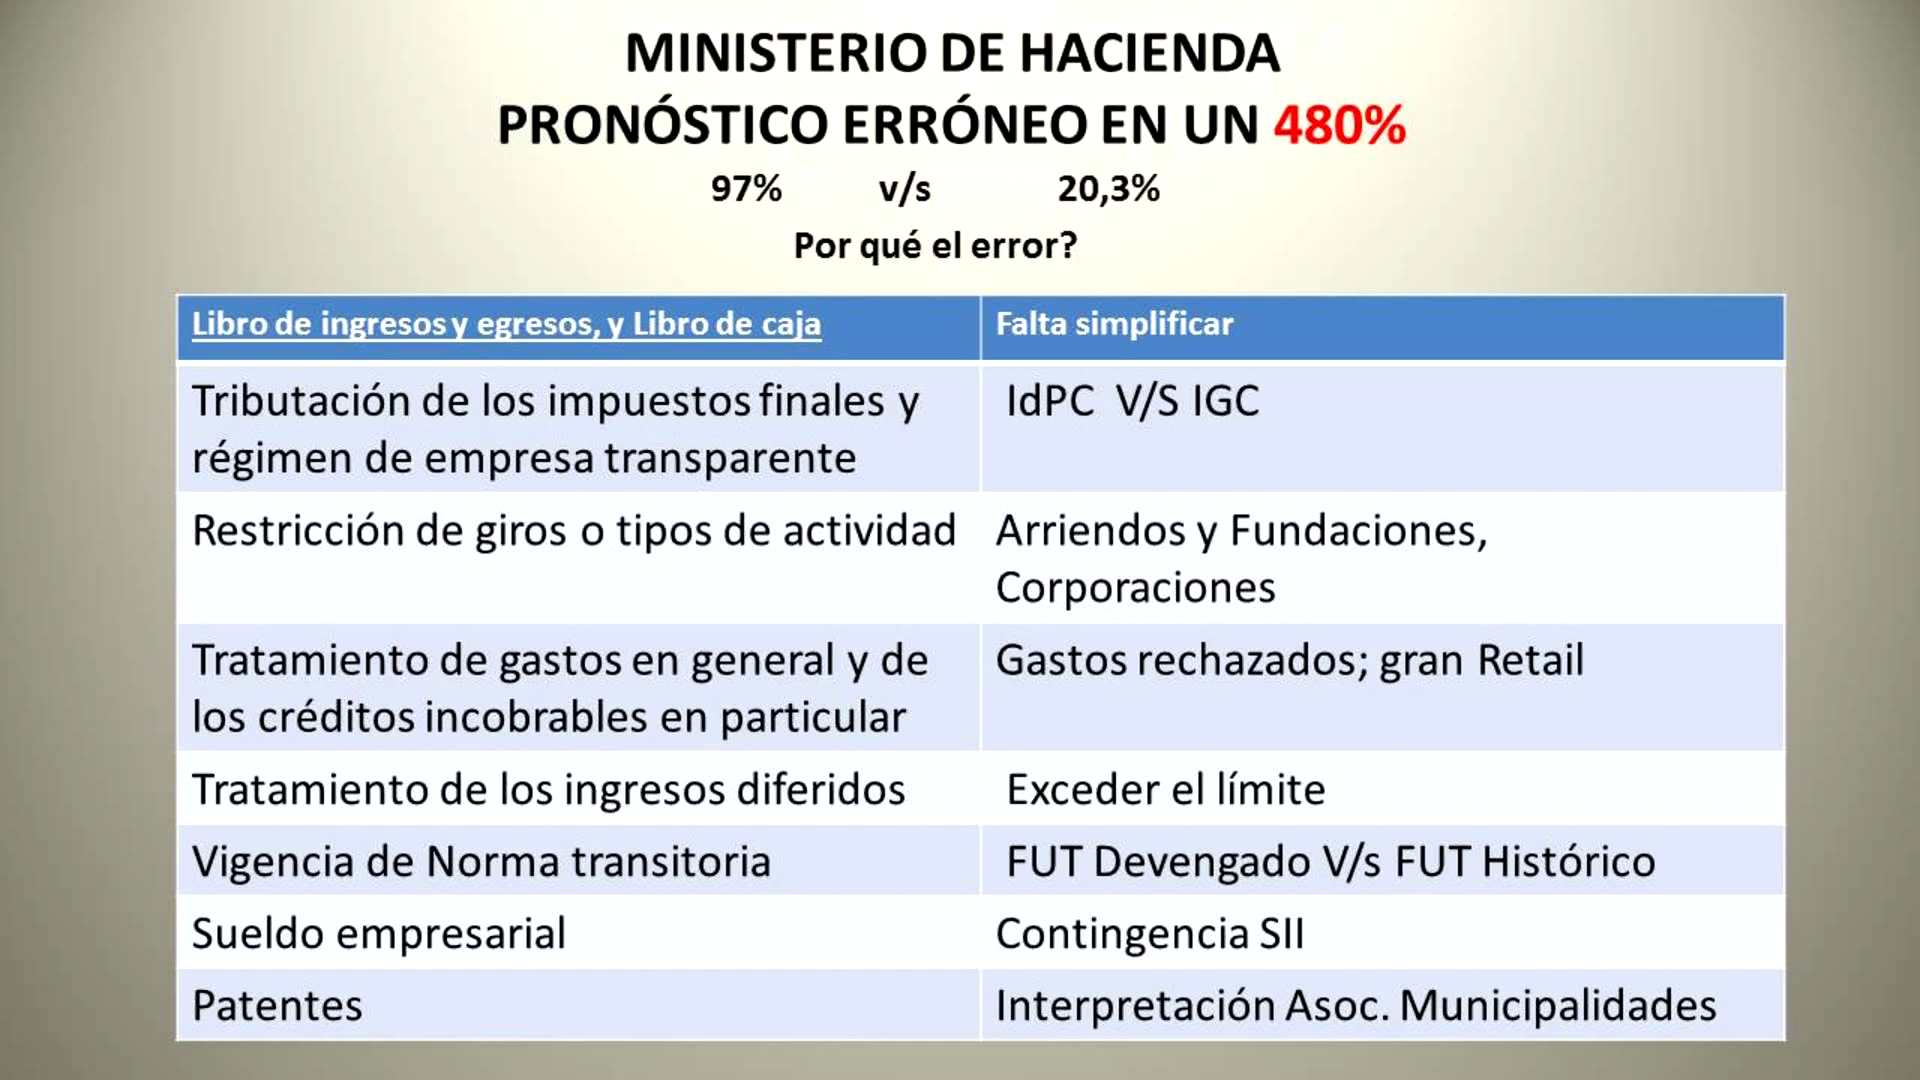 MINISTERIO DE HACIENDA
PRONÓSTICO ERRÓNEO EN UN 480%
97% v/s 20,3%
Por qué el error?
Libro de ingresos y egresos, y Libro de caja
Falta simplificar
Tributación de los impuestos finales y
régimen de empresa transparente
IdPC V/S IGC
Restricción de giros o tipos de actividad
Arriendos y Fundaciones,
Corporaciones
Tratamiento de gastos en general y de
los créditos incobrables en particular
Gastos rechazados; gran Retail
Tratamiento de los ingresos diferidos
Exceder el límite
Vigencia de Norma transitoria
FUT Devengado V/s FUT Histórico
Sueldo empresarial
Contingencia SII
Patentes
Interpretación Asoc. Municipalidades